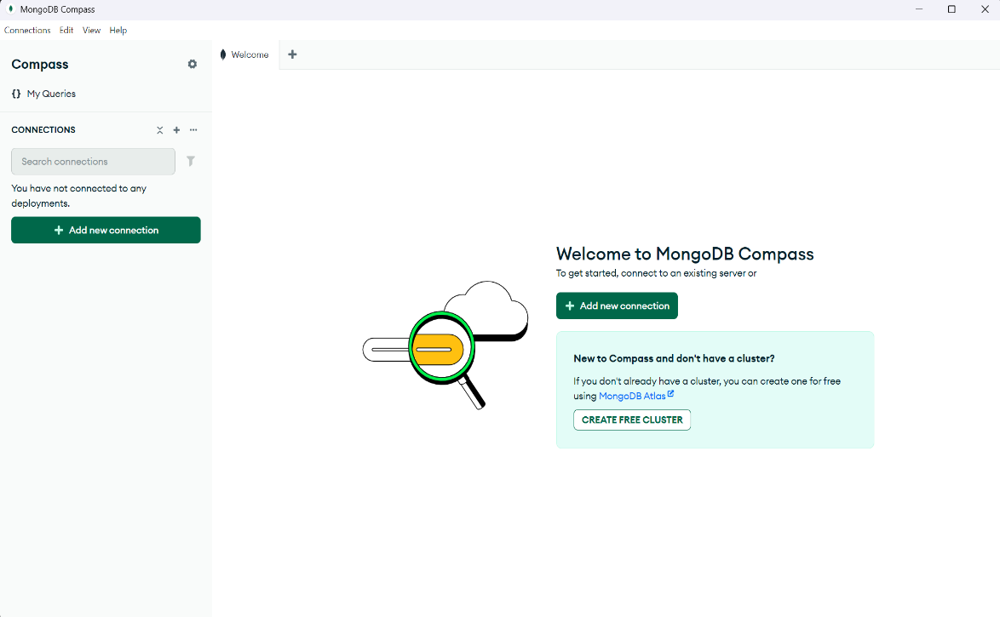 MongoDB Compass
Connections Edit View Help
Compass
Welcome
{} My Queries
CONNECTIONS
Search connections
You have not connected to any
deployments.
Add new connection
Welcome to MongoDB Compass
To get started, connect to an existing server or
Add new connection
New to Compass and don't have a cluster?
If you don't already have a cluster, you can create one for free
using MongoDB Atlas
CREATE FREE CLUSTER